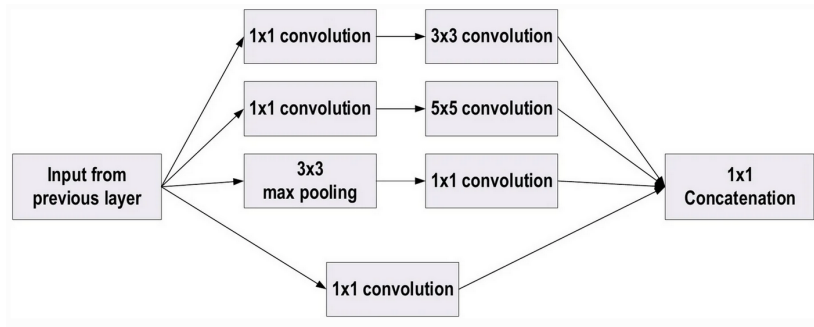 1x1 convolution
3x3 convolution
1x1 convolution
5x5 convolution
Input from
previous layer
3x3
max pooling
1x1 convolution
1x1
Concatenation
1x1 convolution